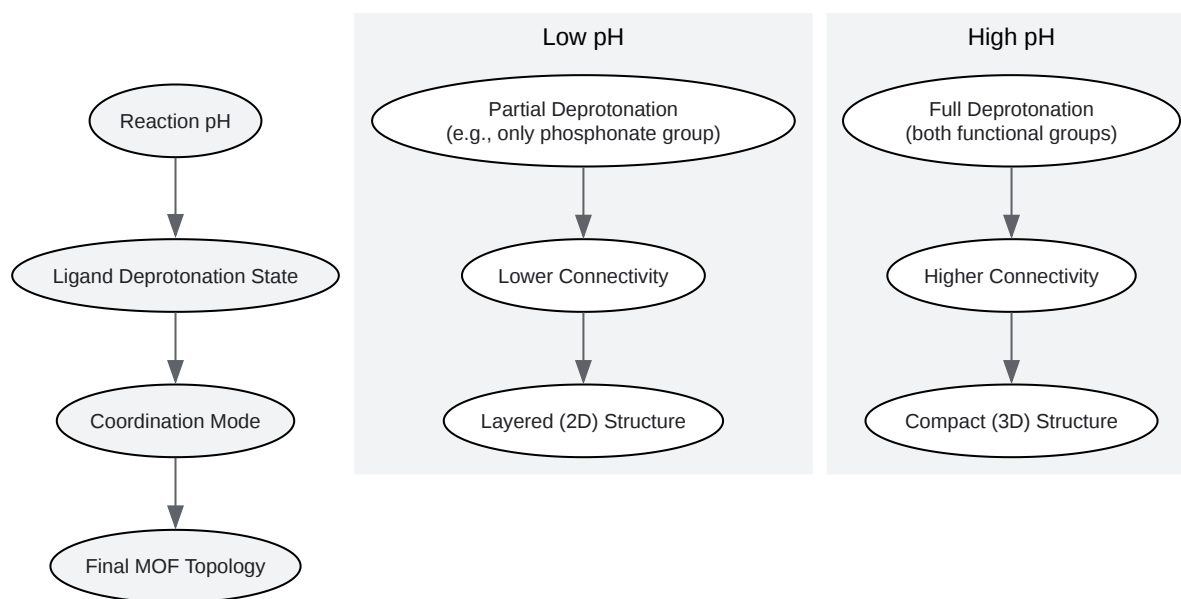 Reaction pH
Ligand Deprotonation State
Coordination Mode
Final MOF Topology
Low pH
Partial Deprotonation
(e.g., only phosphonate group)
Lower Connectivity
Layered (2D) Structure
High pH
Full Deprotonation
(both functional groups)
Higher Connectivity
Compact (3D) Structure